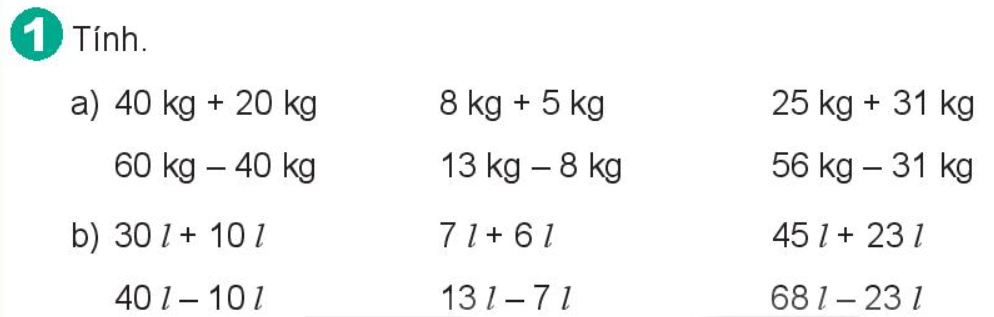 1 Tính.
a) 40 kg + 20 kg 8 kg + 5 kg 25 kg + 31 kg
60 kg – 40 kg 13 kg – 8 kg 56 kg – 31 kg
b) 30 l + 10 l 7 l + 6 l 45 l + 23 l
40 l – 10 l 13 l – 7 l 68 l – 23 l